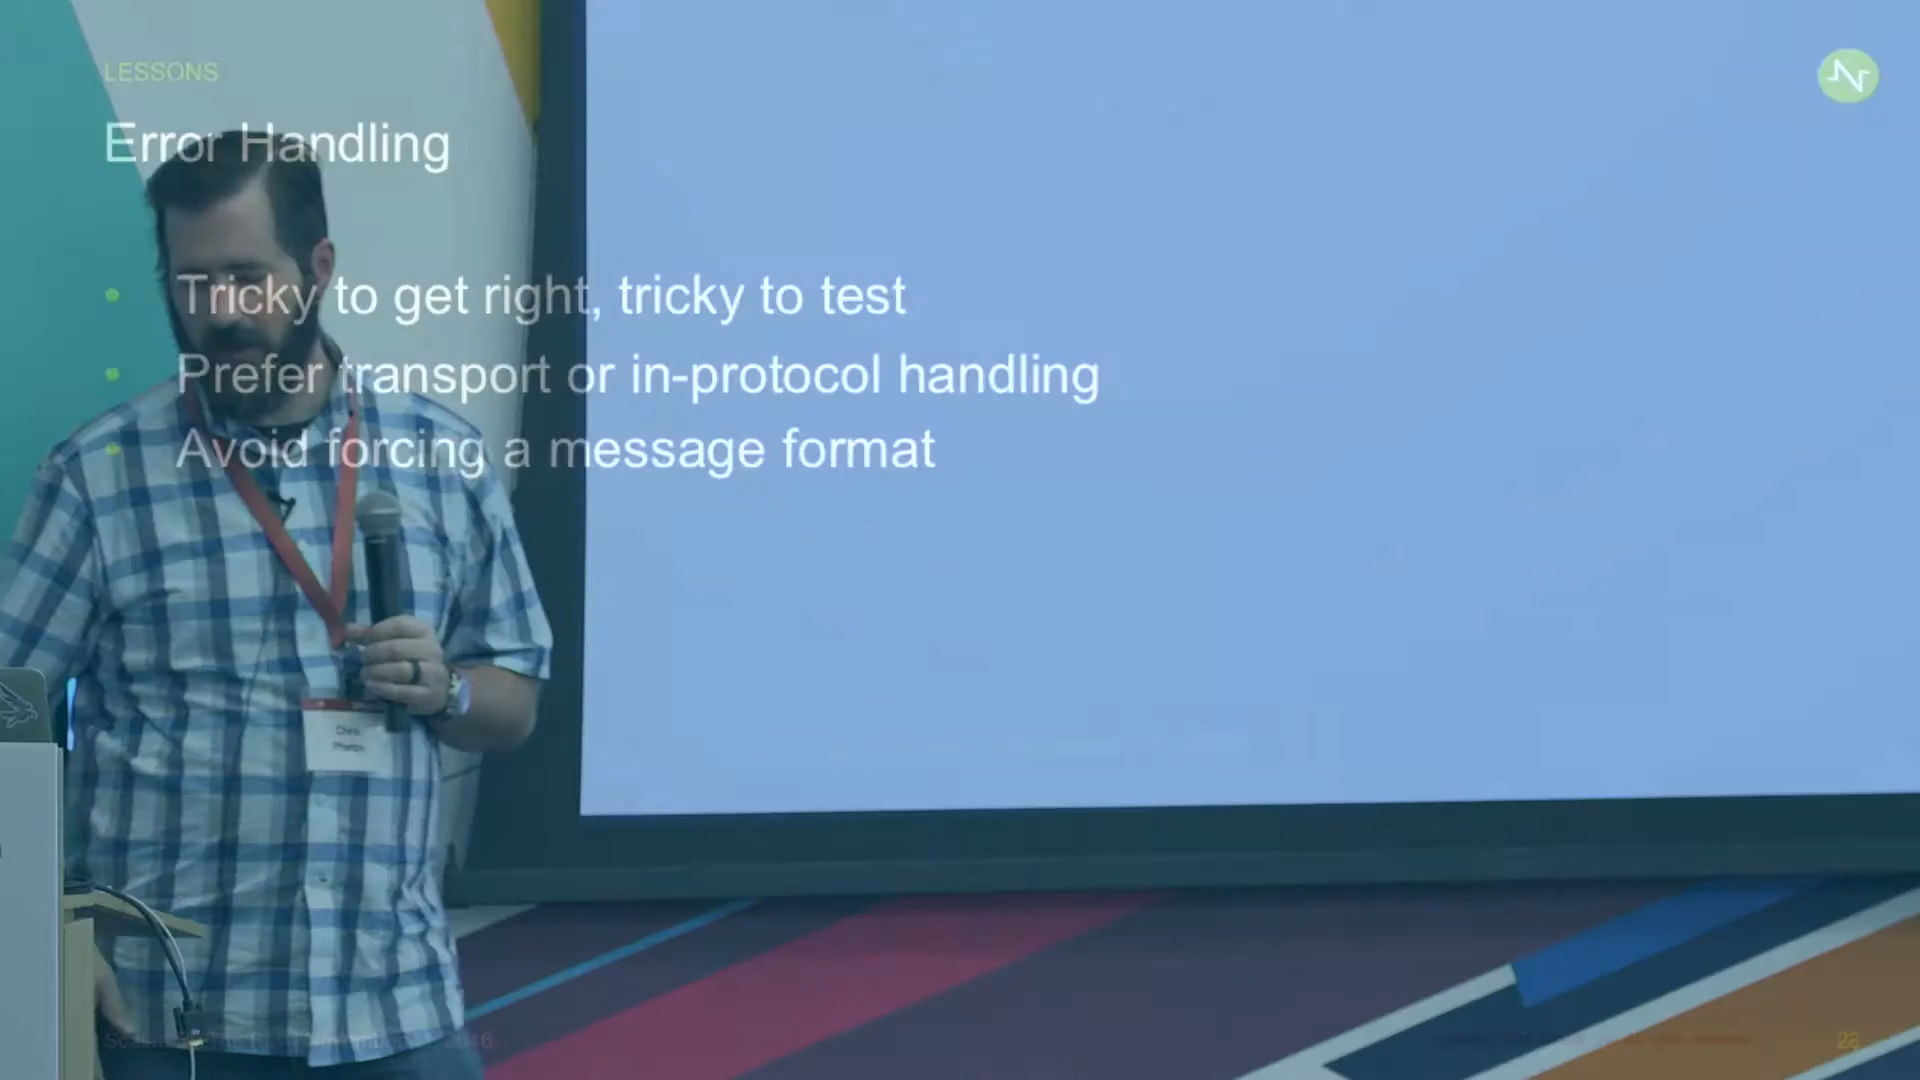 LESSONS
Error Handling
Tricky to get right, tricky to test
Prefer transport or in-protocol handling
Avoid forcing a message format
Chris